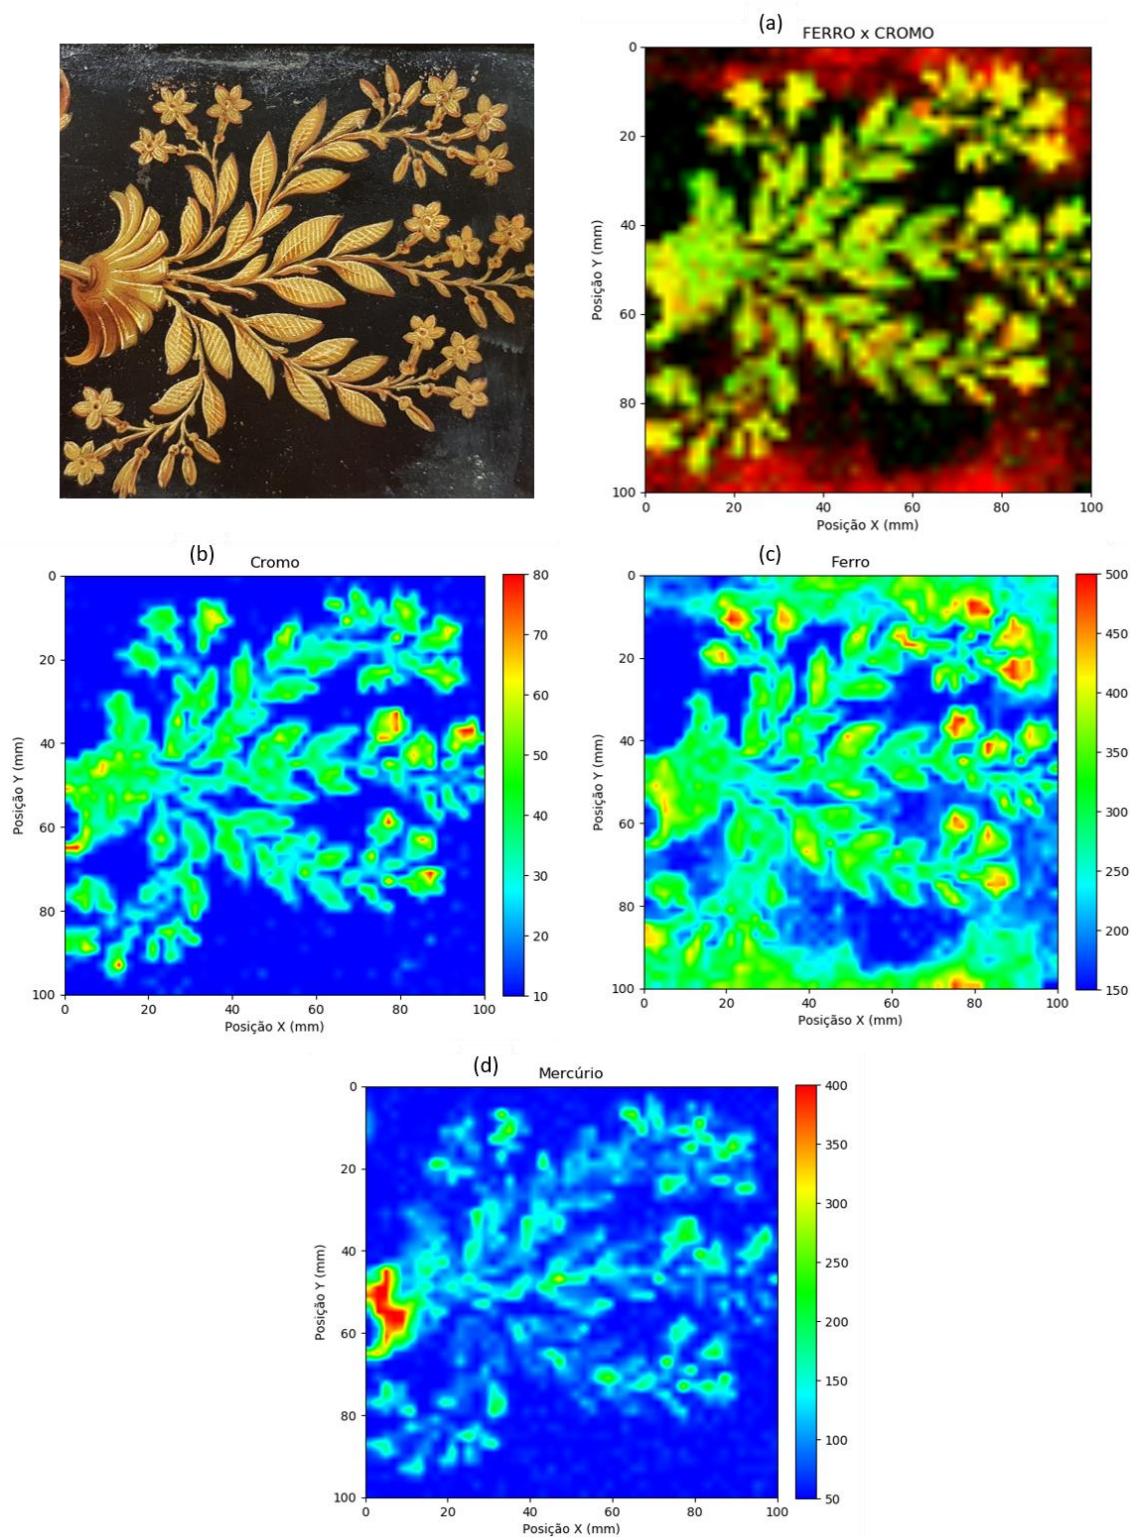 (a)
FERRO x CROMO
0
20
40
60
80
100
Posição Y (mm)
0 20 40 60 80 100
Posição X (mm)
(b)
Cromo
0
20
40
60
80
100
Posição Y (mm)
0 20 40 60 80 100
Posição X (mm)
80
70
60
50
40
30
20
10
(c)
Ferro
0
20
40
60
80
100
Posição Y (mm)
0 20 40 60 80 100
Posiçãso X (mm)
500
450
400
350
300
250
200
150
(d)
Mercúrio
0
20
40
60
80
100
Posição Y (mm)
0 20 40 60 80 100
Posição X (mm)
400
350
300
250
200
150
100
50